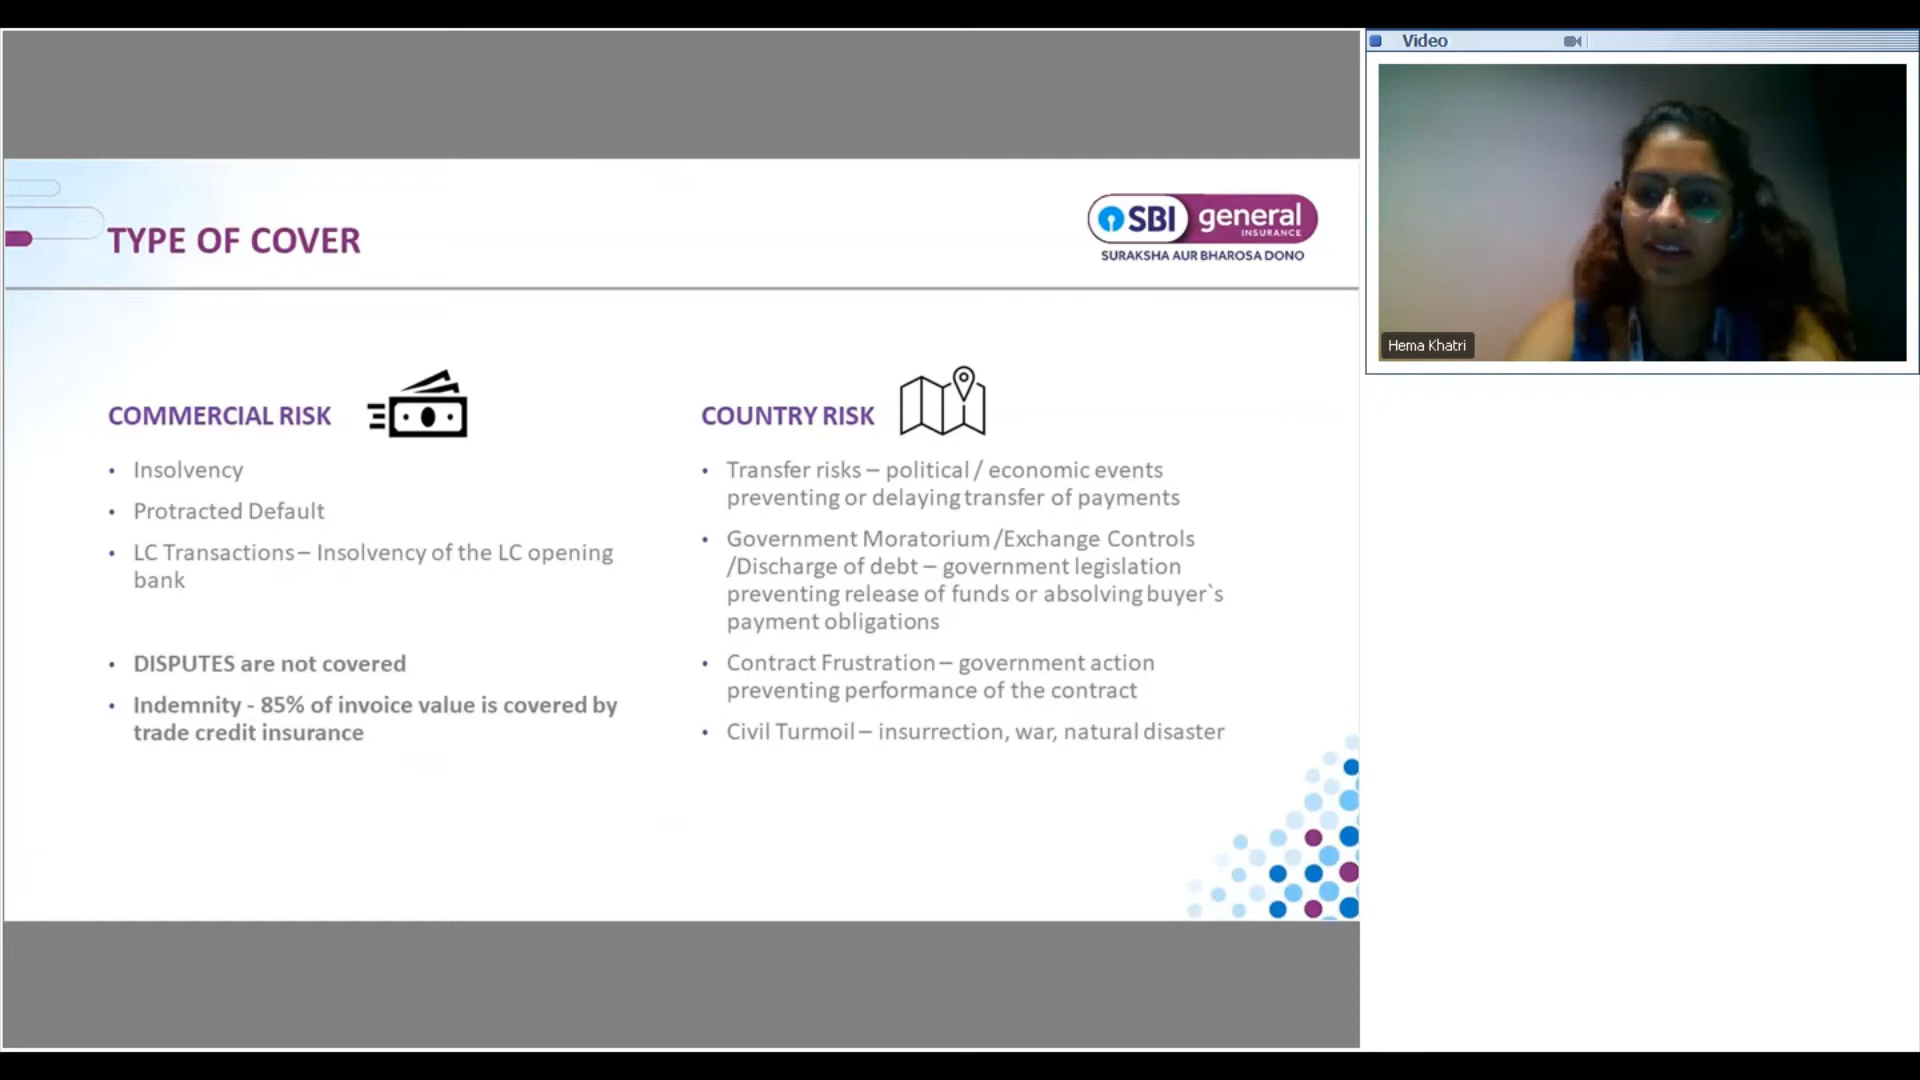 Video
TYPE OF COVER
SBI general
INSURANCE
SURAKSHA AUR BHAROSA DONO
Hema Khatri
COMMERCIAL RISK
• Insolvency
• Protracted Default
• LC Transactions – Insolvency of the LC opening
bank
• DISPUTES are not covered
• Indemnity - 85% of invoice value is covered by
trade credit insurance
COUNTRY RISK
• Transfer risks – political / economic events
preventing or delaying transfer of payments
• Government Moratorium /Exchange Controls
/Discharge of debt – government legislation
preventing release of funds or absolving buyer`s
payment obligations
• Contract Frustration – government action
preventing performance of the contract
• Civil Turmoil – insurrection, war, natural disaster